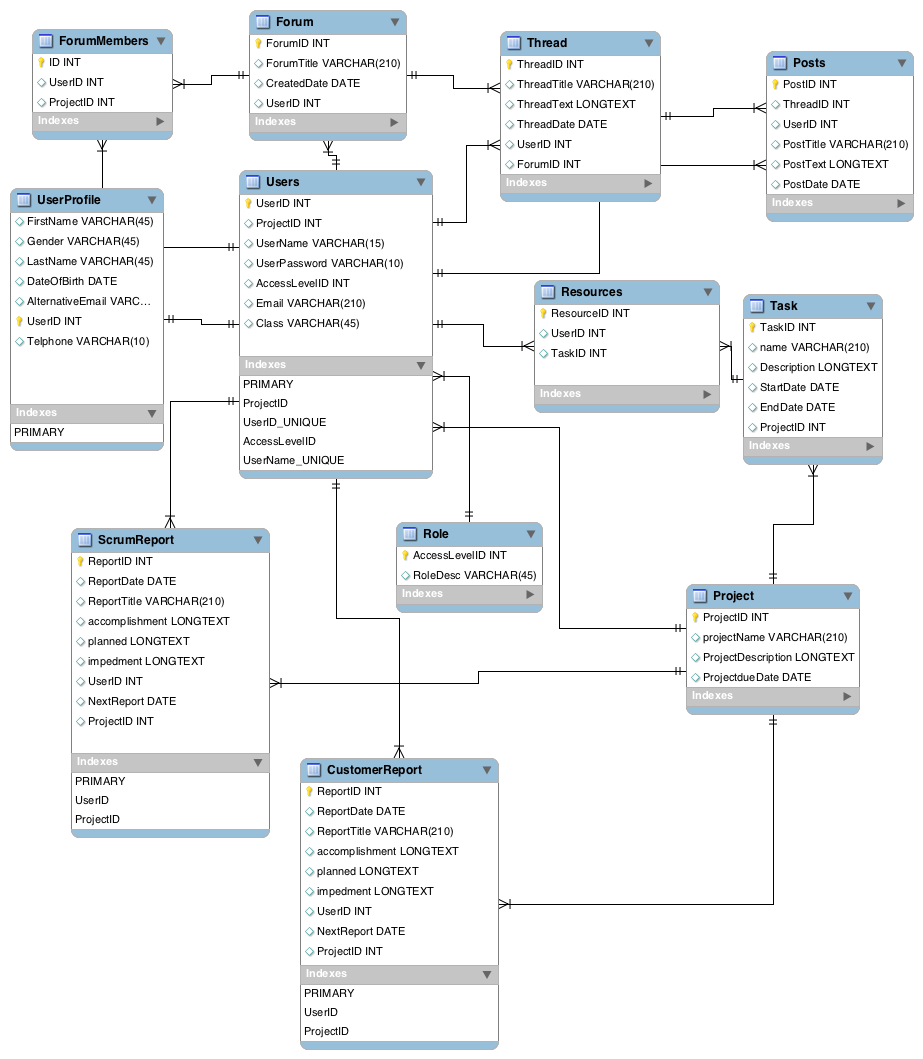 ForumMembers
ID INT
UserID INT
ProjectID INT
Indexes
Forum
ForumID INT
ForumTitle VARCHAR(210)
CreatedDate DATE
UserID INT
Indexes
Thread
ThreadID INT
ThreadTitle VARCHAR(210)
ThreadText LONGTEXT
ThreadDate DATE
UserID INT
ForumID INT
Indexes
Posts
PostID INT
ThreadID INT
UserID INT
PostTitle VARCHAR(210)
PostText LONGTEXT
PostDate DATE
Indexes
UserProfile
FirstName VARCHAR(45)
Gender VARCHAR(45)
LastName VARCHAR(45)
DateOfBirth DATE
AlternativeEmail VARC...
UserID INT
Telphone VARCHAR(10)
Indexes
PRIMARY
Users
UserID INT
ProjectID INT
UserName VARCHAR(15)
UserPassword VARCHAR(10)
AccessLevelID INT
Email VARCHAR(210)
Class VARCHAR(45)
Indexes
PRIMARY
ProjectID
UserID_UNIQUE
AccessLevelID
UserName_UNIQUE
Resources
ResourceID INT
UserID INT
TaskID INT
Indexes
Task
TaskID INT
name VARCHAR(210)
Description LONGTEXT
StartDate DATE
EndDate DATE
ProjectID INT
Indexes
ScrumReport
ReportID INT
ReportDate DATE
ReportTitle VARCHAR(210)
accomplishment LONGTEXT
planned LONGTEXT
impedment LONGTEXT
UserID INT
NextReport DATE
ProjectID INT
Indexes
PRIMARY
UserID
ProjectID
Role
AccessLevelID INT
RoleDesc VARCHAR(45)
Indexes
Project
ProjectID INT
projectName VARCHAR(210)
ProjectDescription LONGTEXT
ProjectdueDate DATE
Indexes
CustomerReport
ReportID INT
ReportDate DATE
ReportTitle VARCHAR(210)
accomplishment LONGTEXT
planned LONGTEXT
impedment LONGTEXT
UserID INT
NextReport DATE
ProjectID INT
Indexes
PRIMARY
UserID
ProjectID